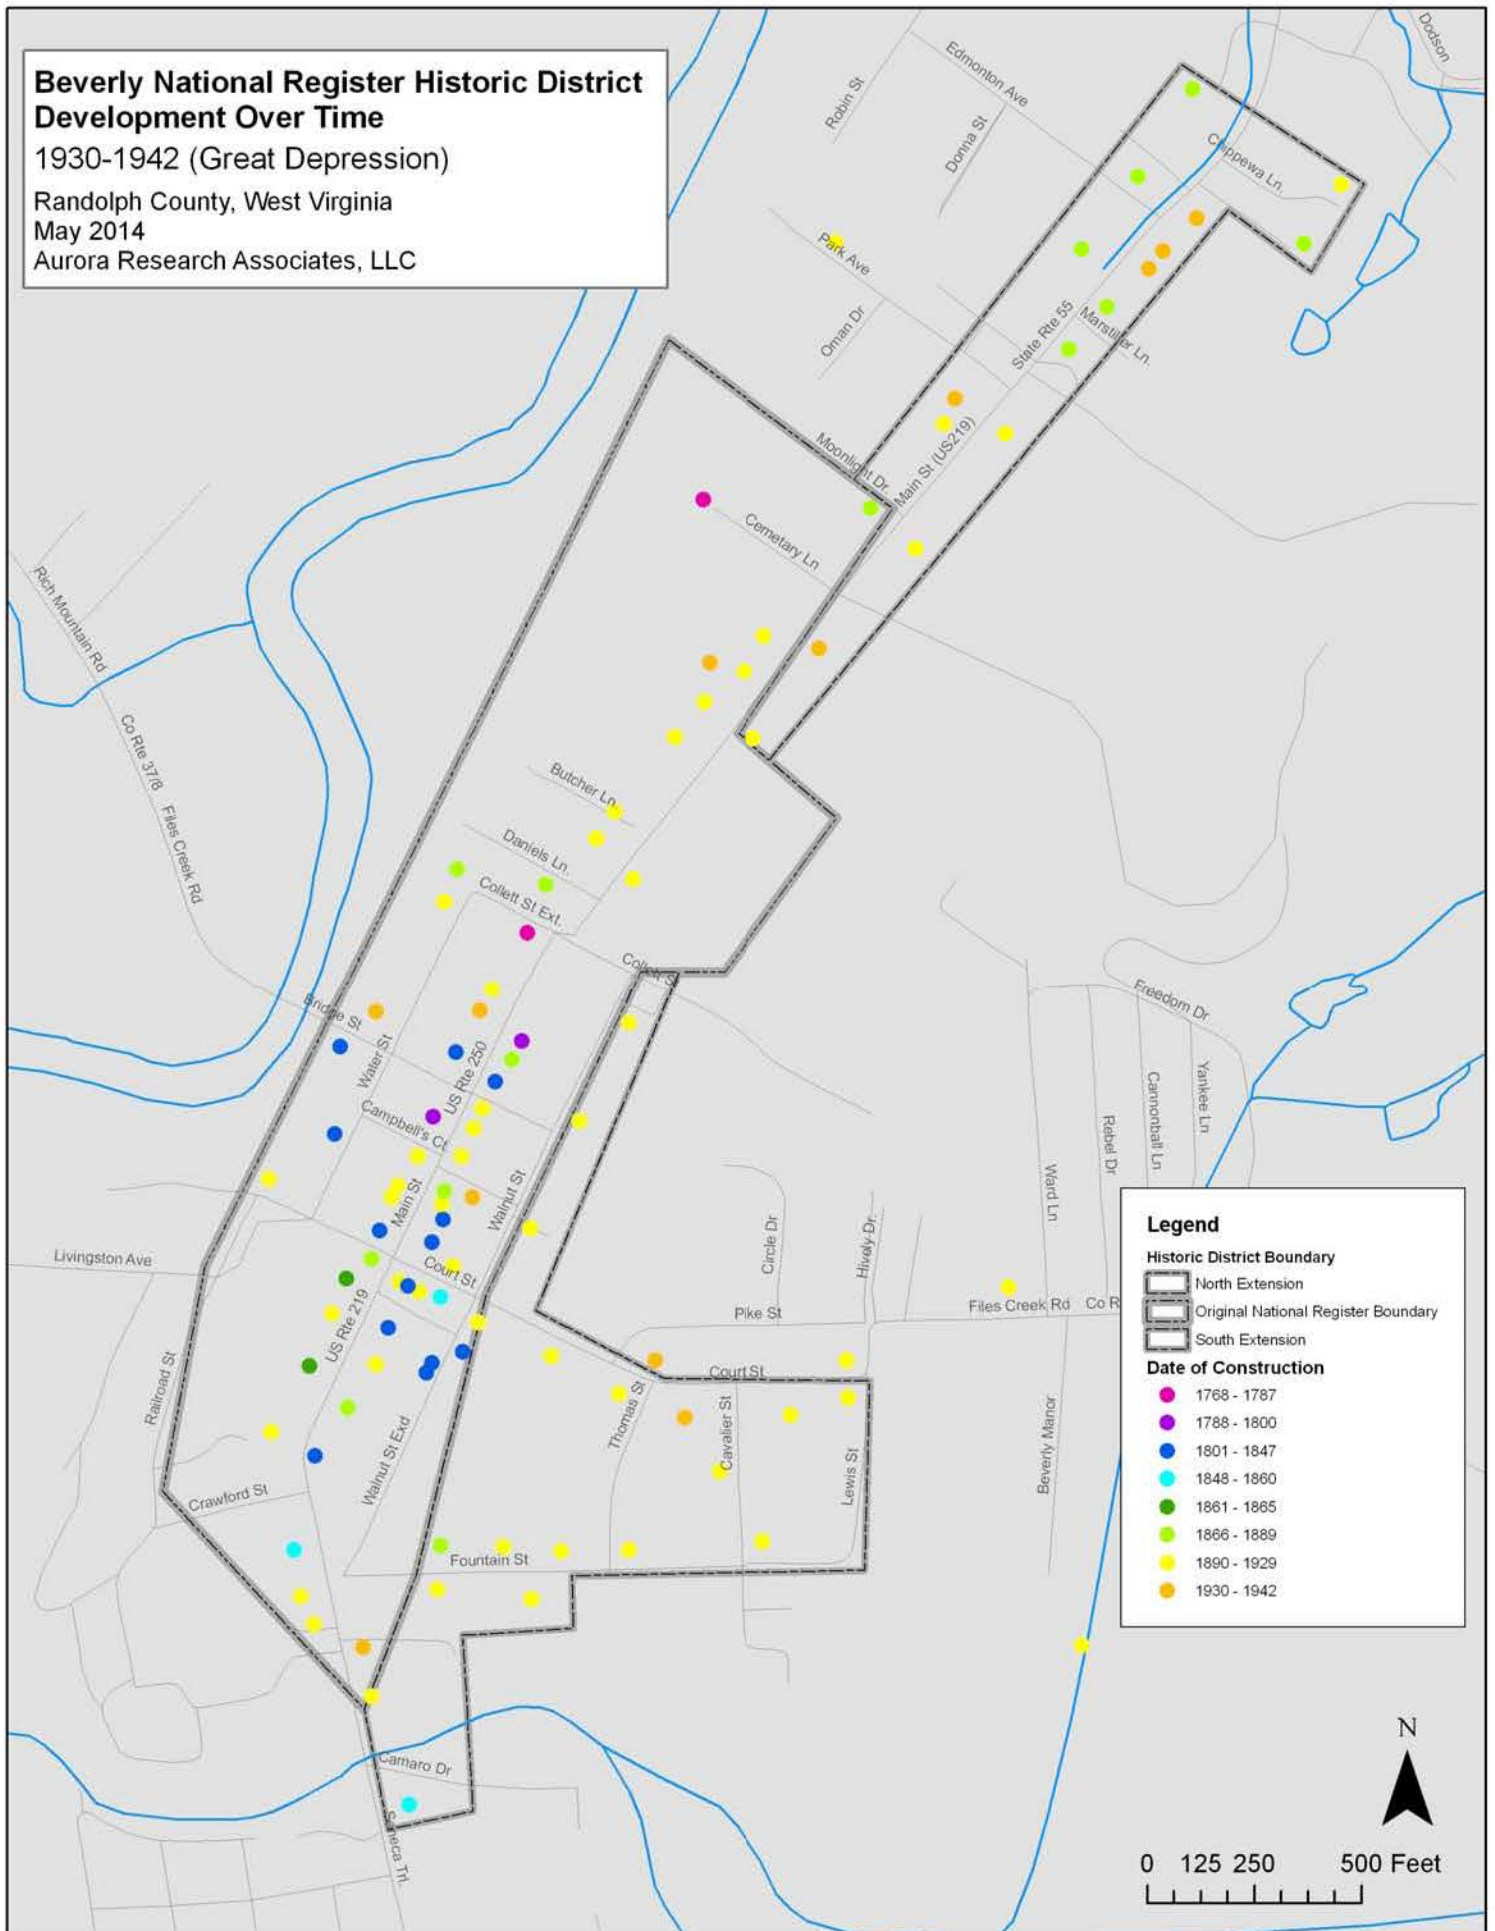 Beverly National Register Historic District
Development Over Time
1930-1942 (Great Depression)
Randolph County, West Virginia
May 2014
Aurora Research Associates, LLC
Dodson
Edmonton Ave
Robin St
Donna St
Chippewa Ln.
Park Ave
Oman Dr
State Rte 55
Marstiller Ln.
Moonlight Dr.
Main St (US219)
Cemetary Ln
Rich Mountain Rd
Co Rte 37/8
Files Creek Rd
Butcher Ln.
Daniels Ln.
Collett St Ext.
Collett St
Bridge St
Water St
US Rte 250
Campbell's Ct
Freedom Dr
Yankee Ln
Cannonball Ln
Rebel Dr
Ward Ln
Main St
Walnut St
Circle Dr
Hively Dr.
Livingston Ave
Court St
Pike St
Files Creek Rd
Co R
US Rte 219
Railroad St
Court St
Thomas St
Cavalier St
Lewis St
Beverly Manor
Walnut St Exd
Crawford St
Fountain St
Camaro Dr
Seneca Trl.
Legend
Historic District Boundary
North Extension
Original National Register Boundary
South Extension
Date of Construction
1768 - 1787
1788 - 1800
1801 - 1847
1848 - 1860
1861 - 1865
1866 - 1889
1890 - 1929
1930 - 1942
N
0 125 250 500 Feet